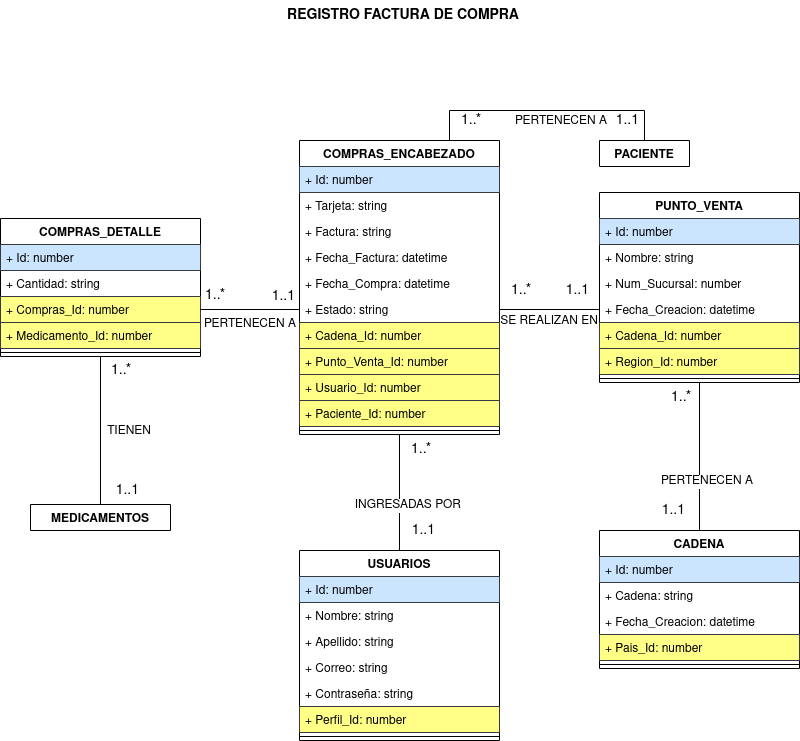 REGISTRO FACTURA DE COMPRA
1..*
PERTENECEN A
1..1
COMPRAS_ENCABEZADO
+ Id: number
+ Tarjeta: string
+ Factura: string
+ Fecha_Factura: datetime
+ Fecha_Compra: datetime
+ Estado: string
+ Cadena_Id: number
+ Punto_Venta_Id: number
+ Usuario_Id: number
+ Paciente_Id: number
PACIENTE
PUNTO_VENTA
+ Id: number
+ Nombre: string
+ Num_Sucursal: number
+ Fecha_Creacion: datetime
+ Cadena_Id: number
+ Region_Id: number
COMPRAS_DETALLE
+ Id: number
+ Cantidad: string
+ Compras_Id: number
+ Medicamento_Id: number
1..*
1..1
PERTENECEN A
1..*
1..1
SE REALIZAN EN
1..*
TIENEN
1..1
MEDICAMENTOS
1..*
INGRESADAS POR
1..1
1..*
PERTENECEN A
1..1
USUARIOS
+ Id: number
+ Nombre: string
+ Apellido: string
+ Correo: string
+ Contraseña: string
+ Perfil_Id: number
CADENA
+ Id: number
+ Cadena: string
+ Fecha_Creacion: datetime
+ Pais_Id: number